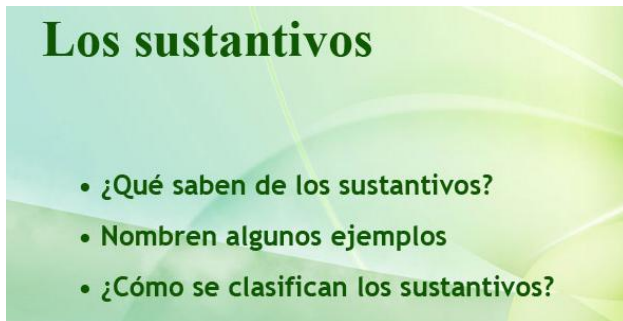 Los sustantivos
• ¿Qué saben de los sustantivos?
• Nombren algunos ejemplos
• ¿Cómo se clasifican los sustantivos?